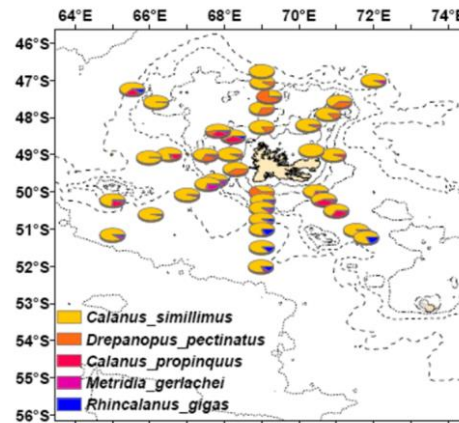 64°E 66°E 68°E 70°E 72°E 74°E
46°S
47°S
48°S
49°S
50°S
51°S
52°S
53°S
54°S
55°S
56°S
Calanus_simillimus
Drepanopus_pectinatus
Calanus_propinquus
Metridia_gerlachei
Rhincalanus_gigas